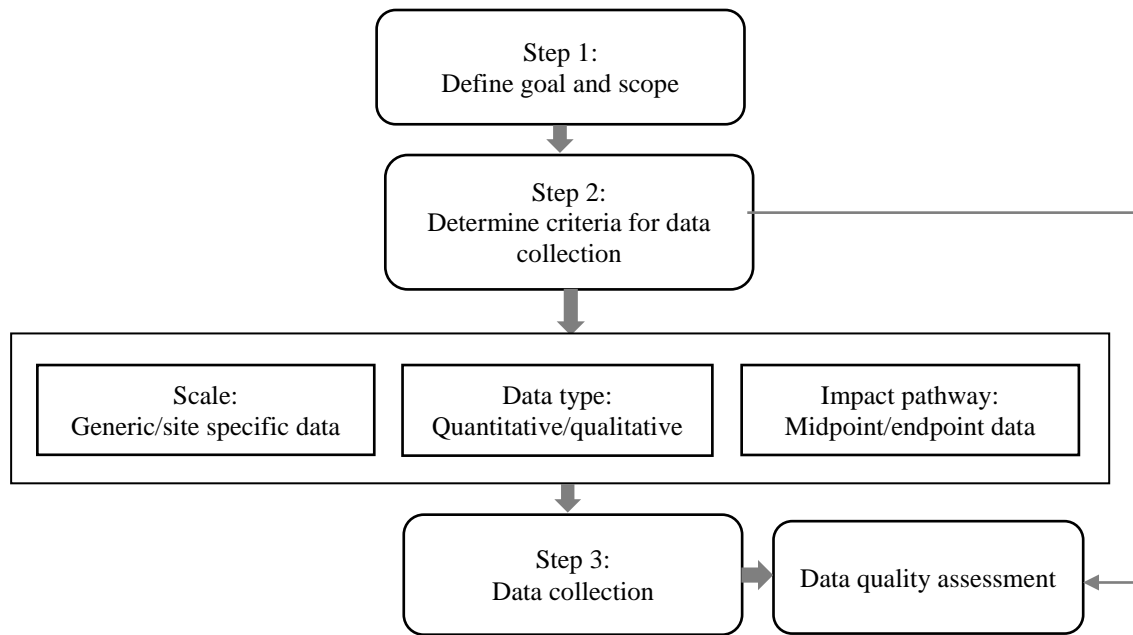 Step 1:
Define goal and scope
Step 2:
Determine criteria for data
collection
Scale:
Generic/site specific data
Data type:
Quantitative/qualitative
Impact pathway:
Midpoint/endpoint data
Step 3:
Data collection
Data quality assessment